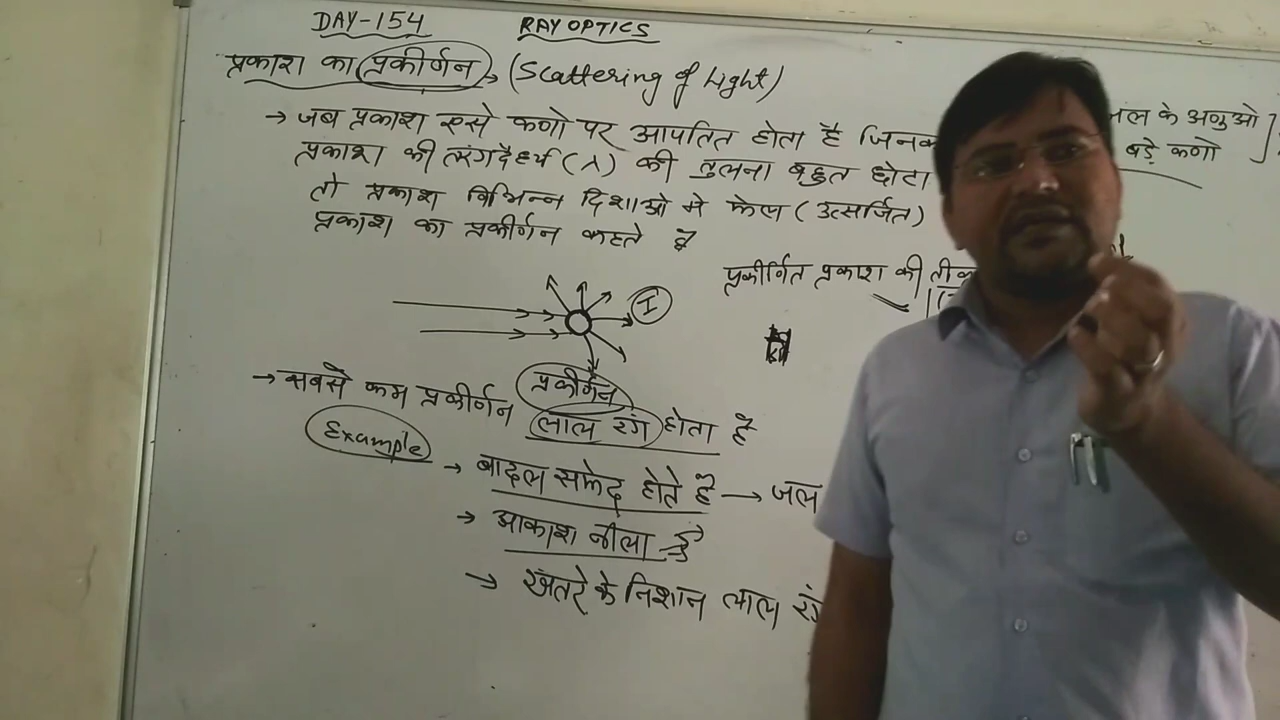 DAY-154 RAY OPTICS
प्रकाश का प्रकीर्णन (Scattering of Light)
→ जब प्रकाश ऐसे कणो पर आपतित होता है जिनक
प्रकाश की तरंगदैर्ध्य (λ) की तुलना बहुत छोटा
तो प्रकाश विभिन्न दिशाओ मे फैल (उत्सर्जित)
प्रकाश का प्रकीर्णन कहते है
जल के अणुओ
बड़े कणो
प्रकीर्णित प्रकाश की
I
प्रकीर्णन
→ सबसे कम प्रकीर्णन लाल रंग होता है
Example
→ बादल सफेद होते है → जल
→ आकाश नीला है
→ खतरे के निशान लाल रंग